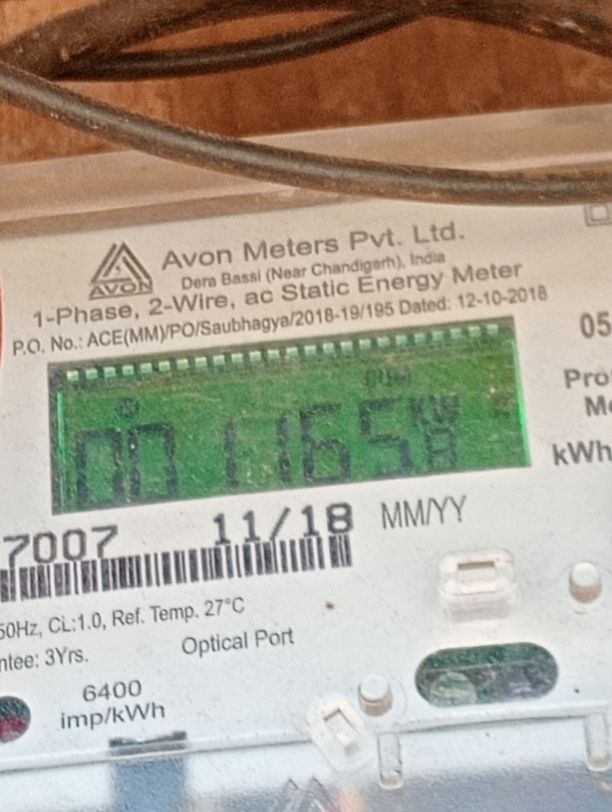 AVON
Avon Meters Pvt. Ltd.
Dera Bassi (Near Chandigarh), India
1-Phase, 2-Wire, ac Static Energy Meter
P.O. No.: ACE(MM)/PO/Saubhagya/2018-19/195 Dated: 12-10-2018
05
Pro
kWh
7007 11/18 MM/YY
50Hz, CL:1.0, Ref. Temp. 27°C
ntee: 3Yrs.
Optical Port
6400
imp/kWh